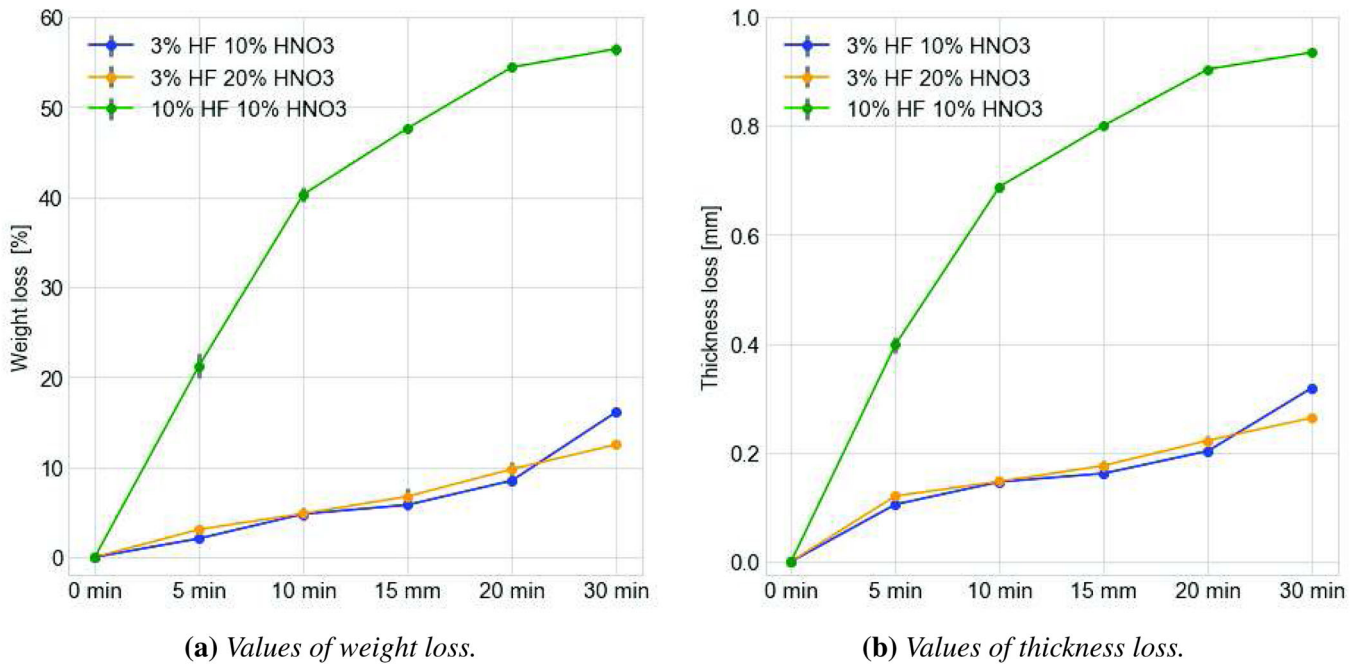 60
50
40
30
20
10
0
Weight loss [%]
3% HF 10% HNO3
3% HF 20% HNO3
10% HF 10% HNO3
0 min 5 min 10 min 15 mm 20 min 30 min
(a) Values of weight loss.
1.0
0.8
0.6
0.4
0.2
0.0
Thickness loss [mm]
3% HF 10% HNO3
3% HF 20% HNO3
10% HF 10% HNO3
0 min 5 min 10 min 15 mm 20 min 30 min
(b) Values of thickness loss.